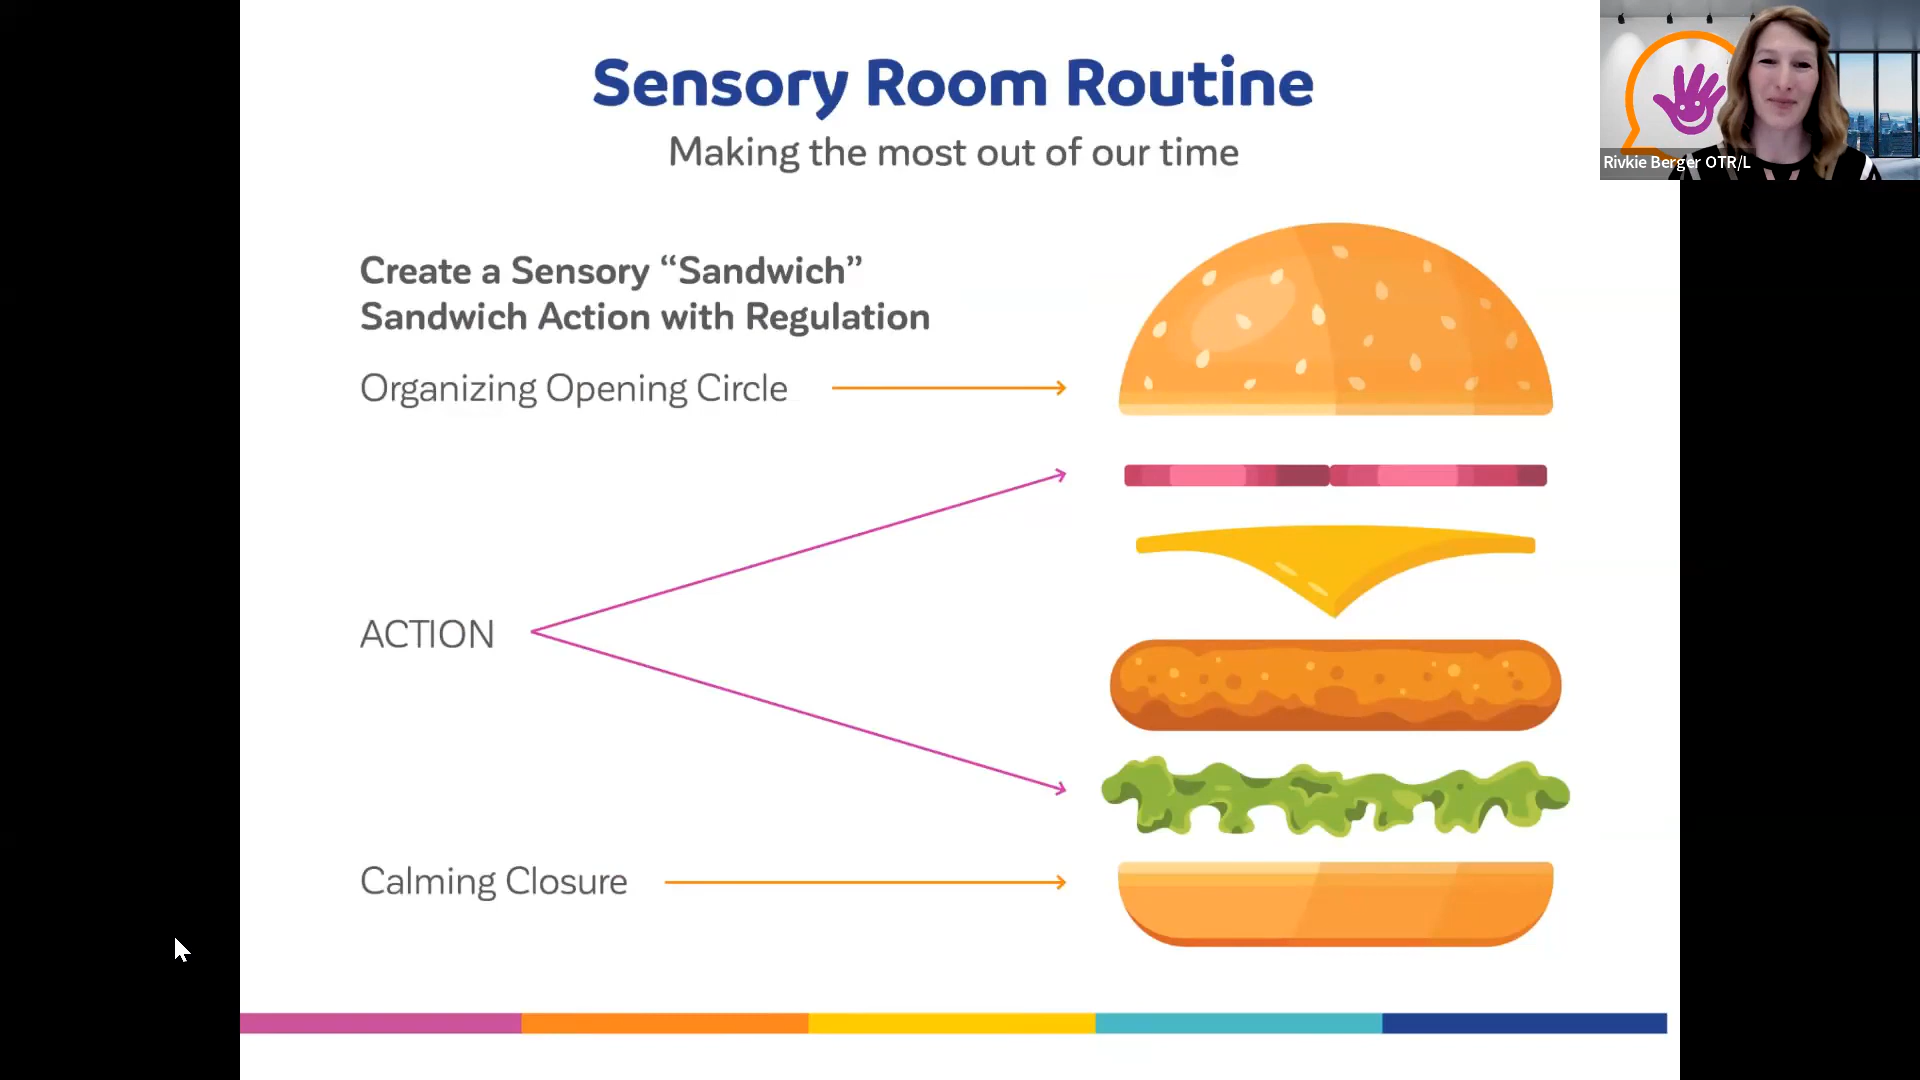 Sensory Room Routine
Making the most out of our time
Rivkie Berger OTR/L
Create a Sensory “Sandwich”
Sandwich Action with Regulation
Organizing Opening Circle
ACTION
Calming Closure